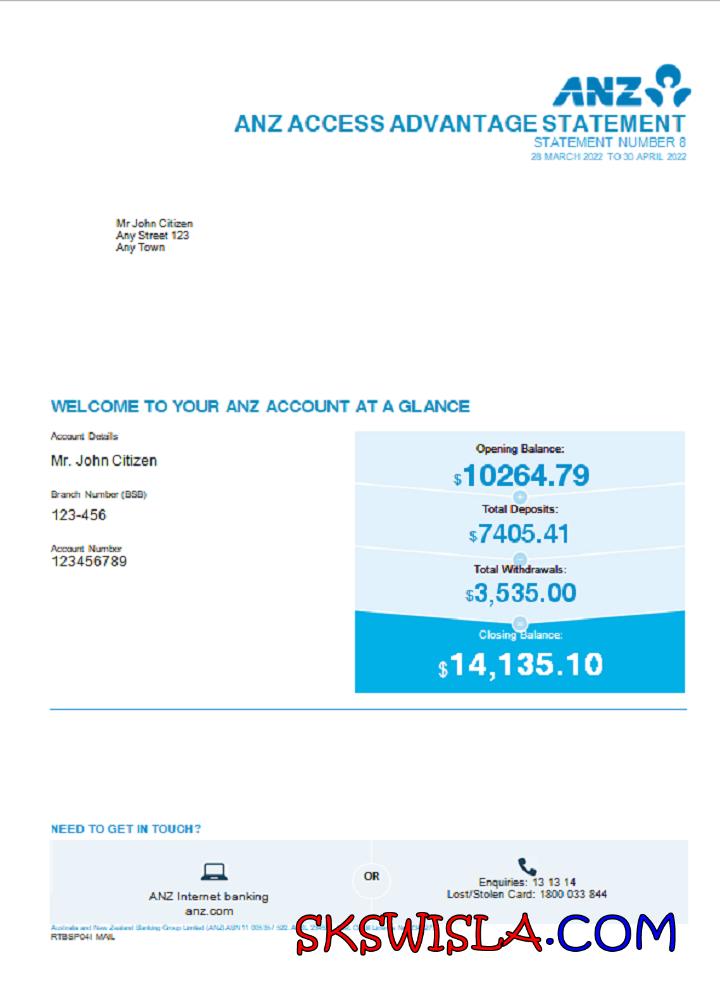 ANZ
ANZ ACCESS ADVANTAGE STATEMENT
STATEMENT NUMBER 8
28 MARCH 2022 TO 30 APRIL 2022
Mr John Citizen
Any Street 123
Any Town
WELCOME TO YOUR ANZ ACCOUNT AT A GLANCE
Account Details
Mr. John Citizen
Branch Number (BSB)
123-456
Account Number
123456789
Opening Balance:
$10264.79
+
Total Deposits:
$7405.41
-
Total Withdrawals:
$3,535.00
=
Closing Balance:
$14,135.10
NEED TO GET IN TOUCH?
ANZ Internet banking
anz.com
OR
Enquiries: 13 13 14
Lost/Stolen Card: 1800 033 844
Australia and New Zealand Banking Group Limited (ANZ) ABN 11 005 357 522.
RTBSP04I MAIL
SKSWISLA.COM